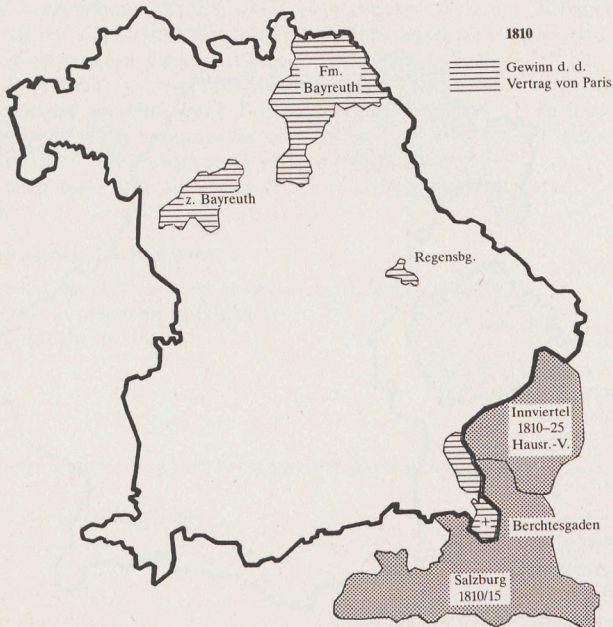 1810
Gewinn d. d.
Vertrag von Paris
Fm.
Bayreuth
z. Bayreuth
Regensbg.
Innviertel
1810–25
Hausr.-V.
+
Berchtesgaden
Salzburg
1810/15